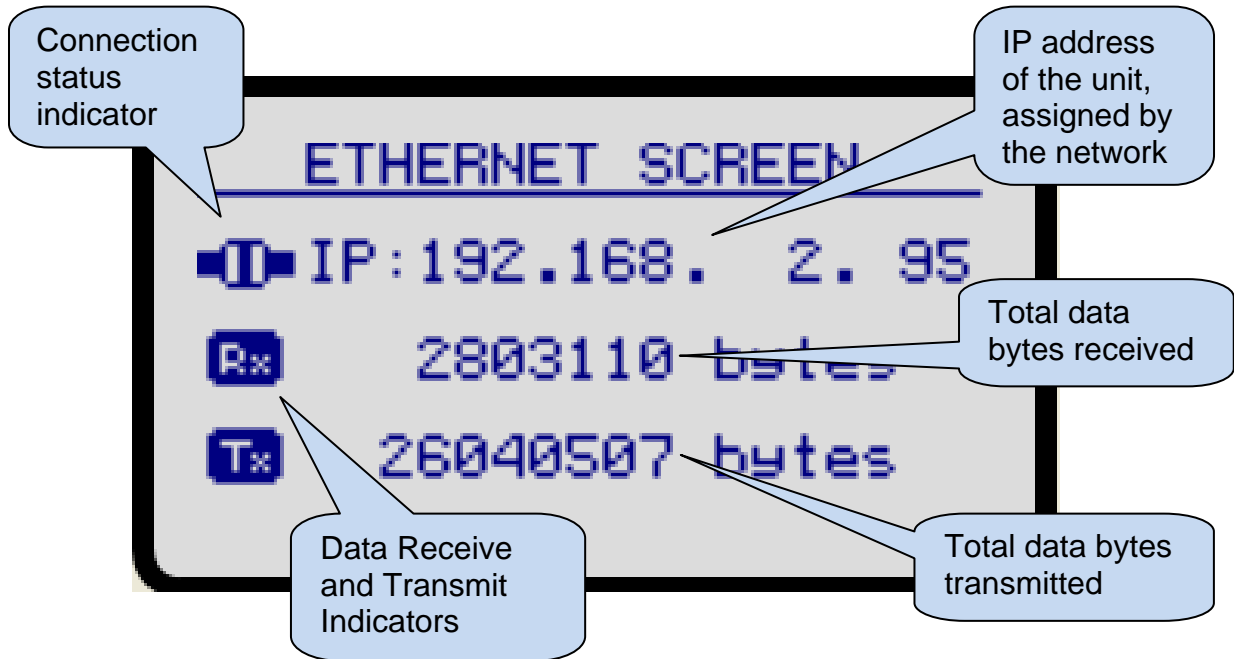 Connection
status
indicator
IP address
of the unit,
assigned by
the network
ETHERNET SCREEN
IP:192.168.  2. 95
Rx 2803110 bytes
Total data
bytes received
Tx 26040507 bytes
Data Receive
and Transmit
Indicators
Total data bytes
transmitted